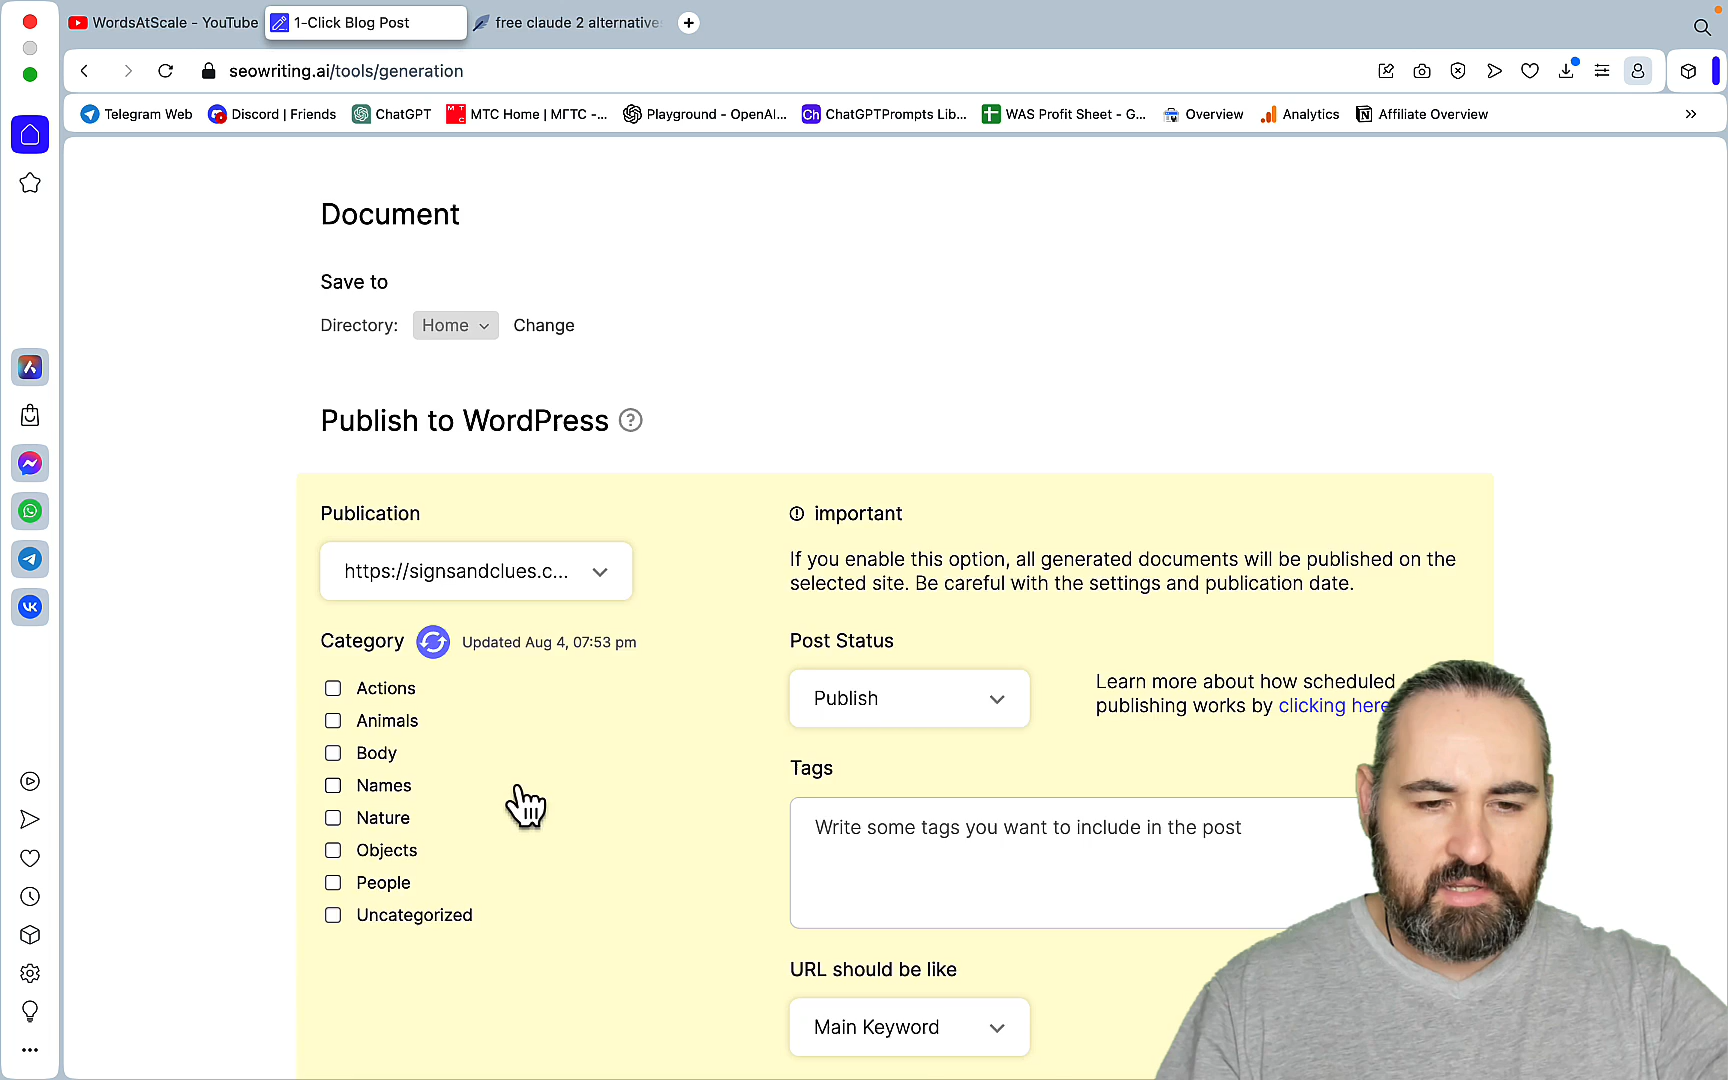 WordsAtScale - YouTube
1-Click Blog Post
free claude 2 alternative
seowriting.ai/tools/generation
Telegram Web
Discord | Friends
ChatGPT
МТС Home | МГТС -...
Playground - OpenAI...
Ch
ChatGPTPrompts Lib...
WAS Profit Sheet - G...
Overview
Analytics
Affiliate Overview
Document
Save to
Directory:
Home
Change
Publish to WordPress
Publication
important
https://signsandclues.c...
If you enable this option, all generated documents will be published on the
selected site. Be careful with the settings and publication date.
Category
Updated Aug 4, 07:53 pm
Post Status
Actions
Animals
Body
Names
Nature
Objects
People
Uncategorized
Publish
Learn more about how scheduled
publishing works by clicking here
Tags
Write some tags you want to include in the post
URL should be like
Main Keyword